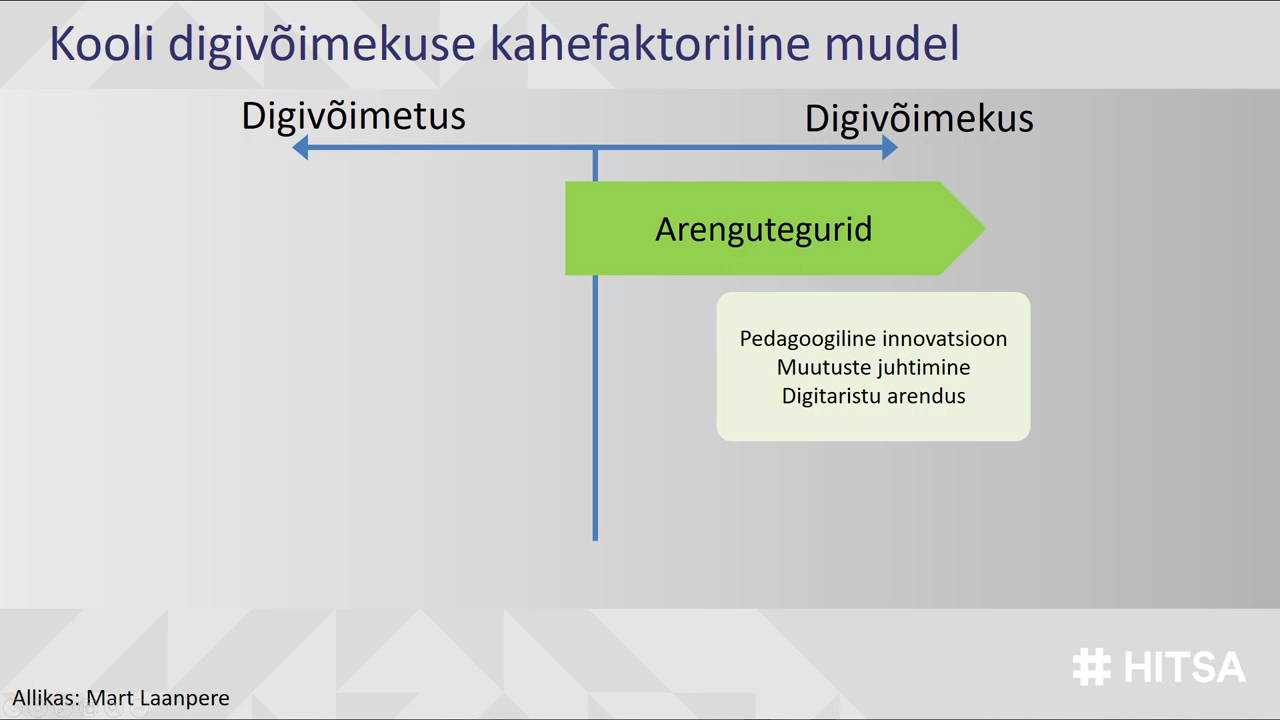 Kooli digivõimekuse kahefaktoriline mudel
Digivõimetus
Digivõimekus
Arengutegurid
Pedagoogiline innovatsioon
Muutuste juhtimine
Digitaristu arendus
# HITSA
Allikas: Mart Laanpere